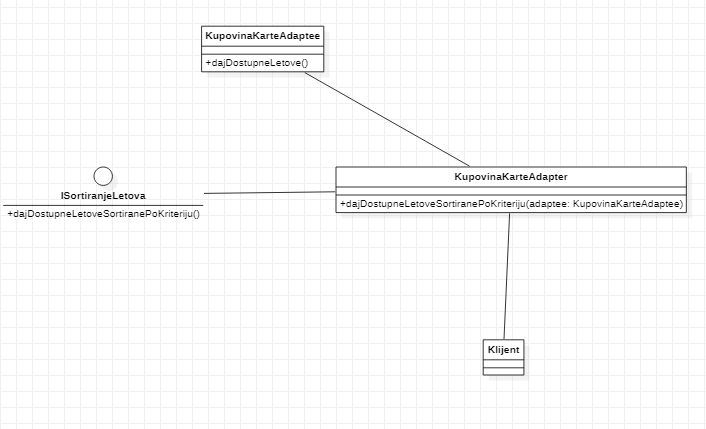 KupovinaKarteAdaptee
+dajDostupneLetove()
ISortiranjeLetova
+dajDostupneLetoveSortiranePoKriteriju()
KupovinaKarteAdapter
+dajDostupneLetoveSortiranePoKriteriju(adaptee: KupovinaKarteAdaptee)
Klijent